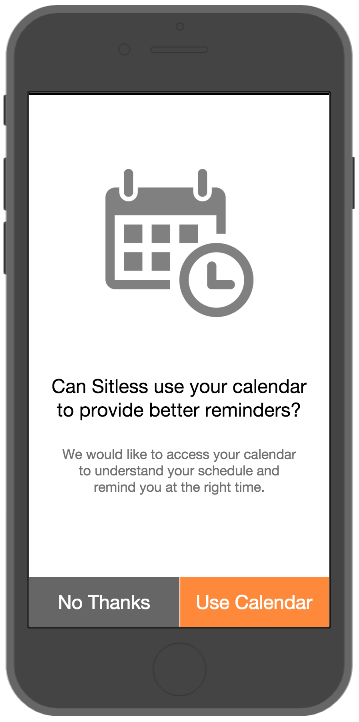 Can Sitless use your calendar
to provide better reminders?
We would like to access your calendar
to understand your schedule and
remind you at the right time.
No Thanks
Use Calendar